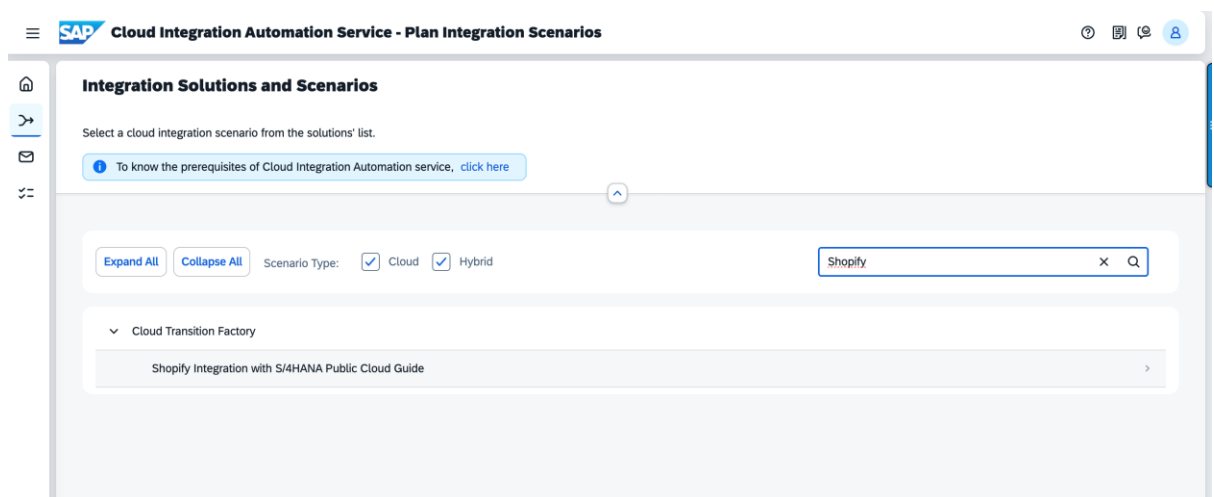 SAP Cloud Integration Automation Service - Plan Integration Scenarios
Integration Solutions and Scenarios
Select a cloud integration scenario from the solutions' list.
To know the prerequisites of Cloud Integration Automation service, click here
Expand All Collapse All Scenario Type: Cloud Hybrid Shopify
Cloud Transition Factory
Shopify Integration with S/4HANA Public Cloud Guide